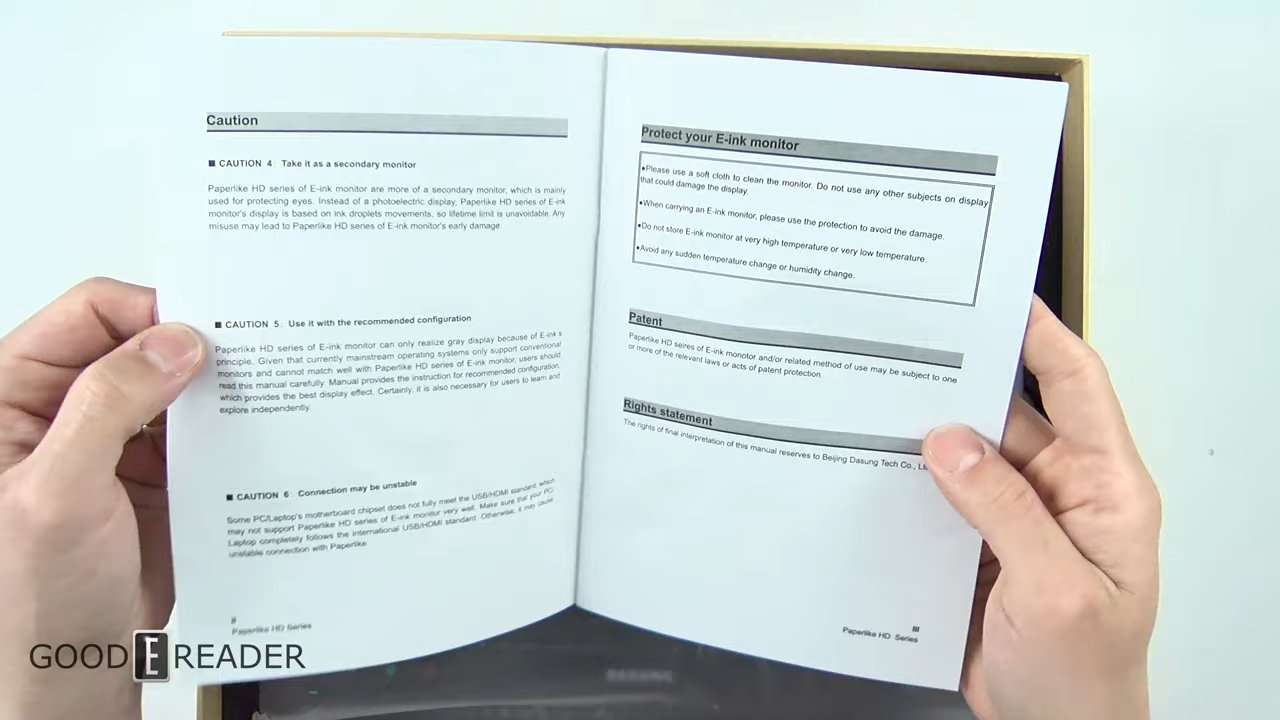 Caution
■ CAUTION 4: Take it as a secondary monitor
Paperlike HD series of E-ink monitor are more of a secondary monitor, which is mainly
used for protecting eyes. Instead of a photoelectric display, Paperlike HD series of E-ink
monitor's display is based on ink droplets movements, so lifetime limit is unavoidable. Any
misuse may lead to Paperlike HD series of E-ink monitor's early damage.
■ CAUTION 5: Use it with the recommended configuration
Paperlike HD series of E-ink monitor can only realize gray display because of E-ink s
principle. Given that currently mainstream operating systems only support conventional
monitors and cannot match well with Paperlike HD series of E-ink monitor, users should
read this manual carefully. Manual provides the instruction for recommended configuration,
which provides the best display effect. Certainly, it is also necessary for users to learn and
explore independently.
■ CAUTION 6: Connection may be unstable
Some PC/Laptop's motherboard chipset does not fully meet the USB/HDMI standard, which
may not support Paperlike HD series of E-ink monitor very well. Make sure that your PC/
Laptop completely follows the international USB/HDMI standard. Otherwise, it may cause
unstable connection with Paperlike
II
Paperlike HD Series
Protect your E-ink monitor
•Please use a soft cloth to clean the monitor. Do not use any other subjects on display
that could damage the display.
•When carrying an E-ink monitor, please use the protection to avoid the damage.
•Do not store E-ink monitor at very high temperature or very low temperature.
•Avoid any sudden temperature change or humidity change.
Patent
Paperlike HD seires of E-ink monotor and/or related method of use may be subject to one
or more of the relevant laws or acts of patent protection.
Rights statement
The rights of final interpretation of this manual reserves to Beijing Dasung Tech Co.,
III
Paperlike HD Series
DASUNG
GOOD E READER